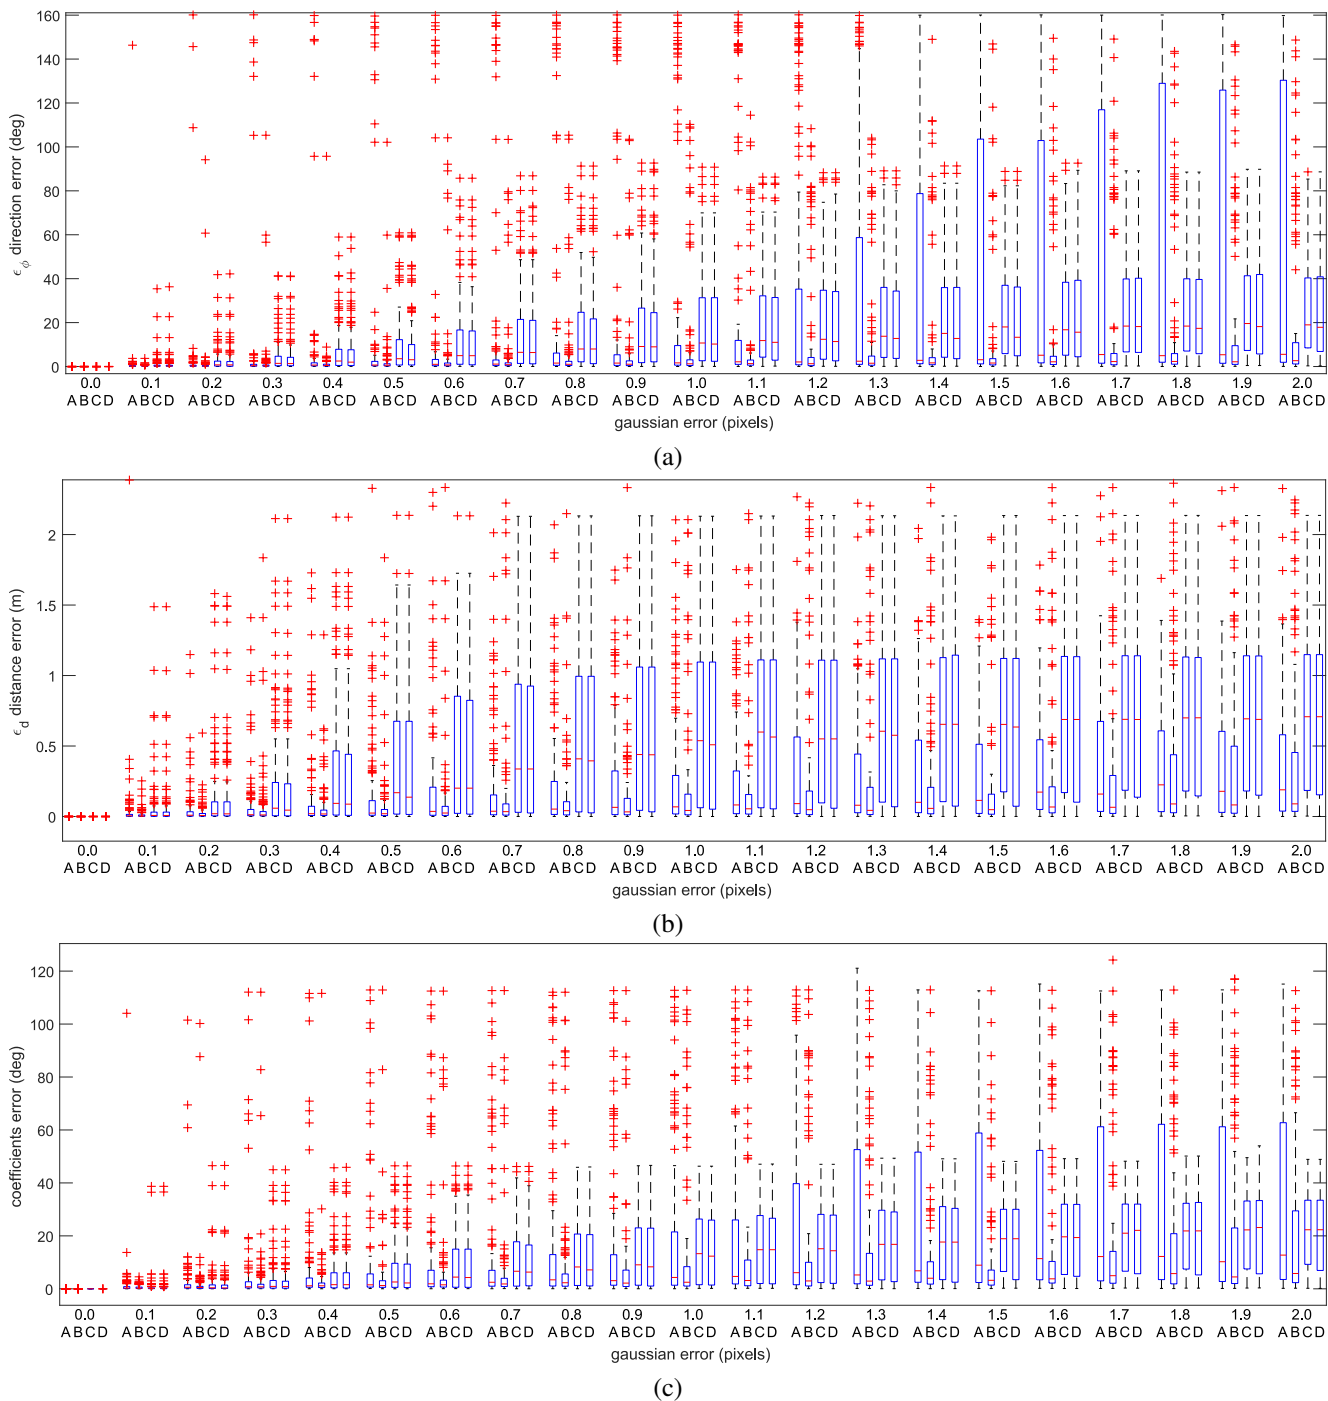 160
140
120
100
80
60
40
20
0
ϵϕ direction error (deg)
0.0 0.1 0.2 0.3 0.4 0.5 0.6 0.7 0.8 0.9 1.0 1.1 1.2 1.3 1.4 1.5 1.6 1.7 1.8 1.9 2.0
ABCD ABCD ABCD ABCD ABCD ABCD ABCD ABCD ABCD ABCD ABCD ABCD ABCD ABCD ABCD ABCD ABCD ABCD ABCD ABCD ABCD
gaussian error (pixels)
(a)
2
1.5
1
0.5
0
ϵd distance error (m)
0.0 0.1 0.2 0.3 0.4 0.5 0.6 0.7 0.8 0.9 1.0 1.1 1.2 1.3 1.4 1.5 1.6 1.7 1.8 1.9 2.0
ABCD ABCD ABCD ABCD ABCD ABCD ABCD ABCD ABCD ABCD ABCD ABCD ABCD ABCD ABCD ABCD ABCD ABCD ABCD ABCD ABCD
gaussian error (pixels)
(b)
120
100
80
60
40
20
0
coefficients error (deg)
0.0 0.1 0.2 0.3 0.4 0.5 0.6 0.7 0.8 0.9 1.0 1.1 1.2 1.3 1.4 1.5 1.6 1.7 1.8 1.9 2.0
ABCD ABCD ABCD ABCD ABCD ABCD ABCD ABCD ABCD ABCD ABCD ABCD ABCD ABCD ABCD ABCD ABCD ABCD ABCD ABCD ABCD
gaussian error (pixels)
(c)